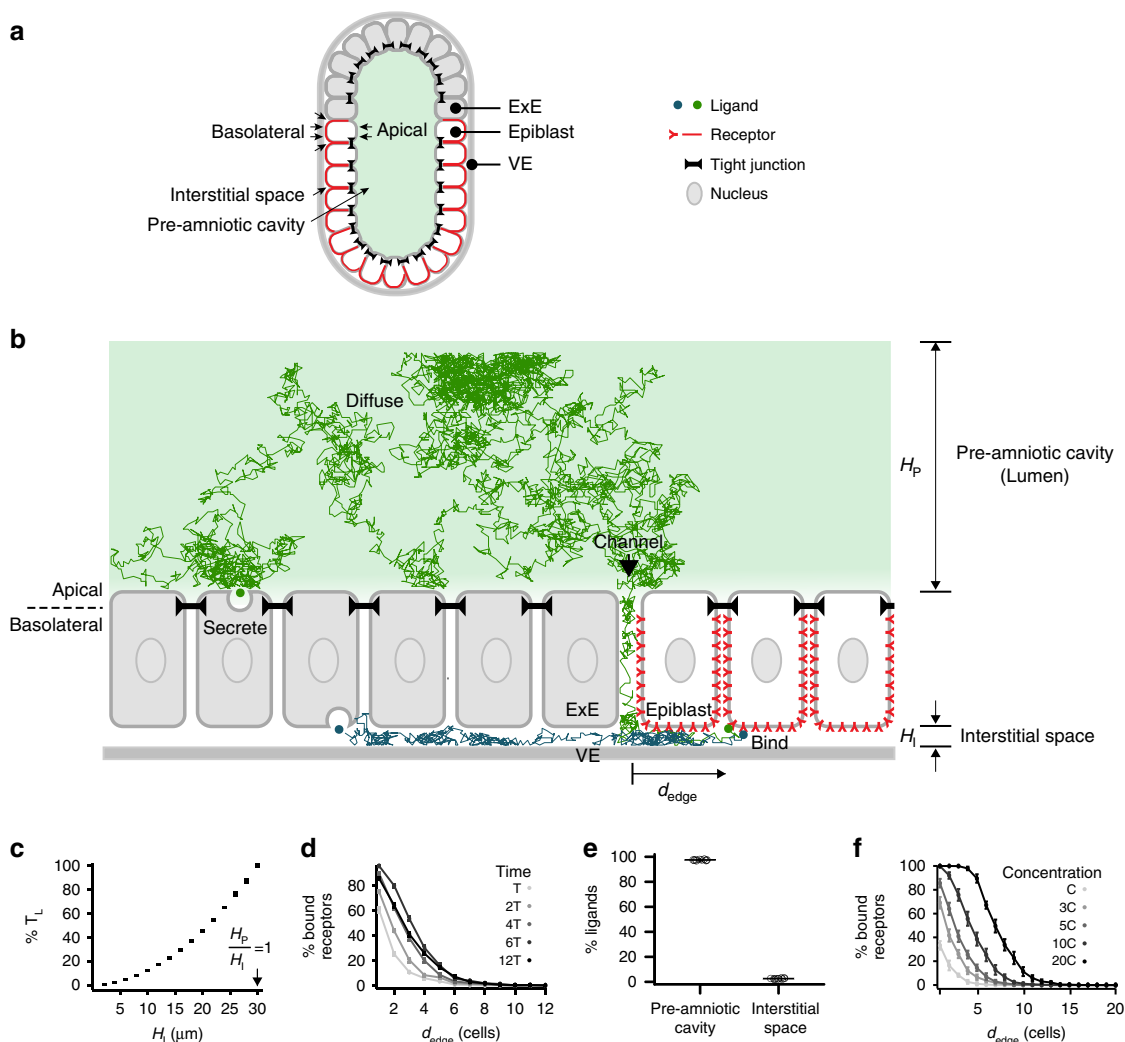 a
Basolateral
Apical
Interstitial space
Pre-amniotic cavity
ExE
Epiblast
VE
Ligand
Receptor
Tight junction
Nucleus
b
Diffuse
Channel
Apical
Basolateral
Secrete
ExE
Epiblast
Bind
VE
d_edge
H_P
Pre-amniotic cavity
(Lumen)
H_I
Interstitial space
c
% T_L
100
80
60
40
20
0
H_P
H_I
=1
5 10 15 20 25 30
H_I (μm)
d
% bound
receptors
80
60
40
20
0
Time
T
2T
4T
6T
12T
2 4 6 8 10 12
d_edge (cells)
e
% ligands
100
80
60
40
20
0
Pre-amniotic
cavity
Interstitial
space
f
% bound
receptors
100
80
60
40
20
0
Concentration
C
3C
5C
10C
20C
5 10 15 20
d_edge (cells)